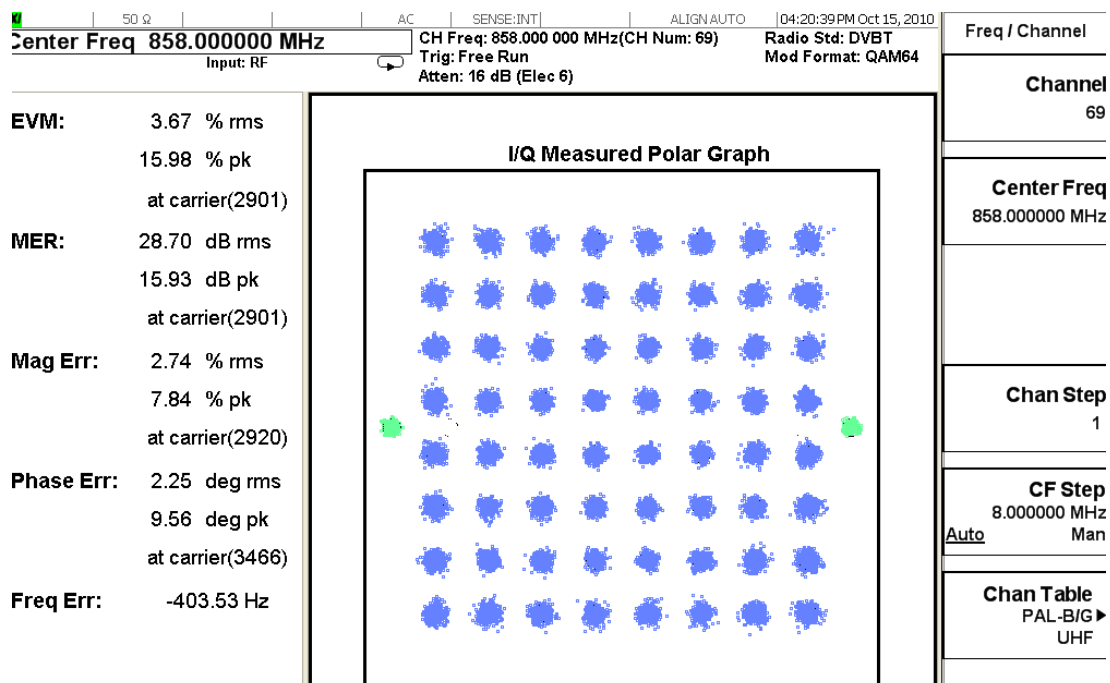 50 Ω AC SENSE:INT ALIGN AUTO 04:20:39 PM Oct 15, 2010
Center Freq 858.000000 MHz
Input: RF
CH Freq: 858.000 000 MHz(CH Num: 69)
Trig: Free Run
Atten: 16 dB (Elec 6)
Radio Std: DVBT
Mod Format: QAM64
EVM: 3.67 % rms
15.98 % pk
at carrier(2901)
MER: 28.70 dB rms
15.93 dB pk
at carrier(2901)
Mag Err: 2.74 % rms
7.84 % pk
at carrier(2920)
Phase Err: 2.25 deg rms
9.56 deg pk
at carrier(3466)
Freq Err: -403.53 Hz
I/Q Measured Polar Graph
Freq / Channel
Channel
69
Center Freq
858.000000 MHz
Chan Step
1
CF Step
8.000000 MHz
Auto Man
Chan Table
PAL-B/G
UHF